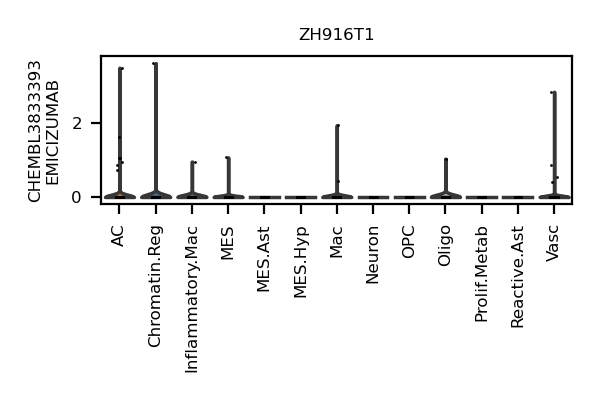 ZH916T1
CHEMBL3833393
EMICIZUMAB
2
0
AC
Chromatin.Reg
Inflammatory.Mac
MES
MES.Ast
MES.Hyp
Mac
Neuron
OPC
Oligo
Prolif.Metab
Reactive.Ast
Vasc